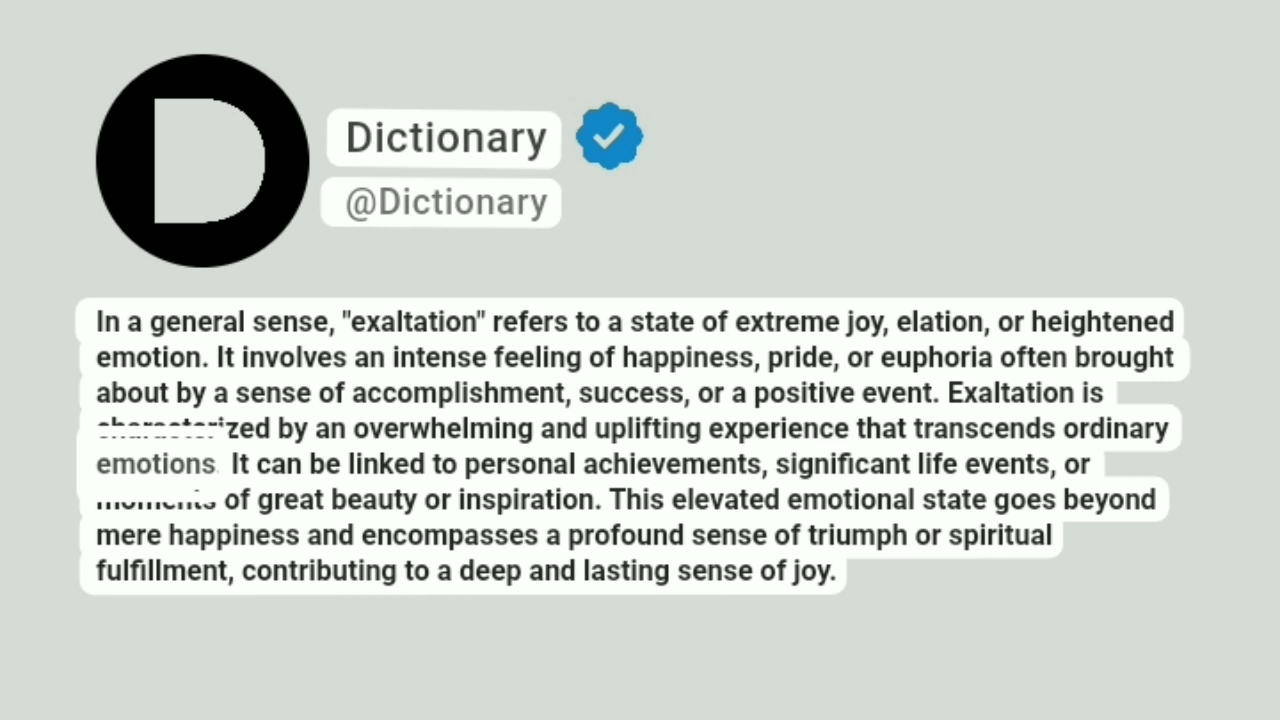 D
Dictionary
@Dictionary
In a general sense, "exaltation" refers to a state of extreme joy, elation, or heightened
emotion. It involves an intense feeling of happiness, pride, or euphoria often brought
about by a sense of accomplishment, success, or a positive event. Exaltation is
characterized by an overwhelming and uplifting experience that transcends ordinary
emotions. It can be linked to personal achievements, significant life events, or
moments of great beauty or inspiration. This elevated emotional state goes beyond
mere happiness and encompasses a profound sense of triumph or spiritual
fulfillment, contributing to a deep and lasting sense of joy.